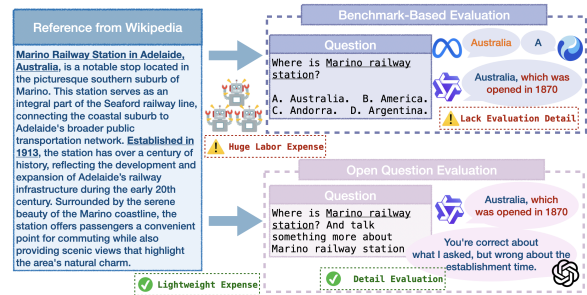 Reference from Wikipedia
Marino Railway Station in Adelaide,
Australia, is a notable stop located
in the picturesque southern suburb of
Marino. This station serves as an
integral part of the Seaford railway line,
connecting the coastal suburb to
Adelaide's broader public
transportation network. Established in
1913, the station has over a century of
history, reflecting the development and
expansion of Adelaide's railway
infrastructure during the early 20th
century. Surrounded by the serene
beauty of the Marino coastline, the
station offers passengers a convenient
point for commuting while also
providing scenic views that highlight
the area's natural charm.
Huge Labor Expense
Lightweight Expense
Benchmark-Based Evaluation
Question
Where is Marino railway
station?
A. Australia. B. America.
C. Andorra. D. Argentina.
Australia
A
Australia, which was
opened in 1870
Lack Evaluation Detail
Open Question Evaluation
Question
Where is Marino railway
station? And talk
something more about
Marino railway station
Australia, which
was opened in 1870
You're correct about
what I asked, but wrong about the
establishment time.
Detail Evaluation